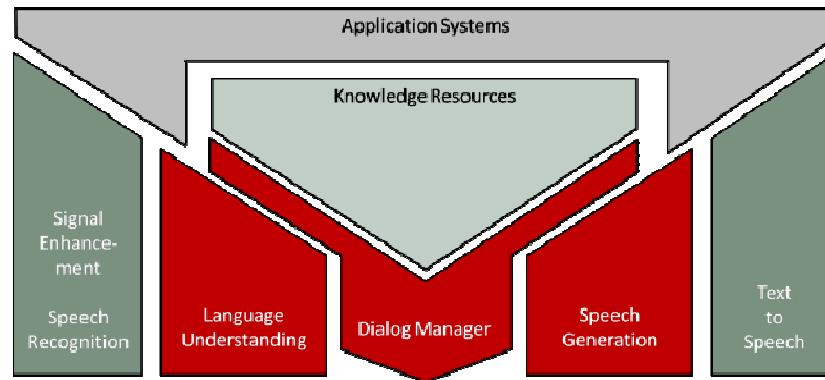 Application Systems
Knowledge Resources
Signal
Enhance-
ment
Speech
Recognition
Language
Understanding
Dialog Manager
Speech
Generation
Text
to
Speech